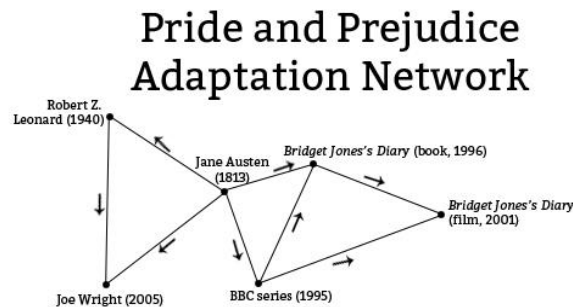 Pride and Prejudice
Adaptation Network
Robert Z.
Leonard (1940)
Jane Austen
(1813)
Bridget Jones's Diary (book, 1996)
Bridget Jones's Diary
(film, 2001)
Joe Wright (2005)
BBC series (1995)